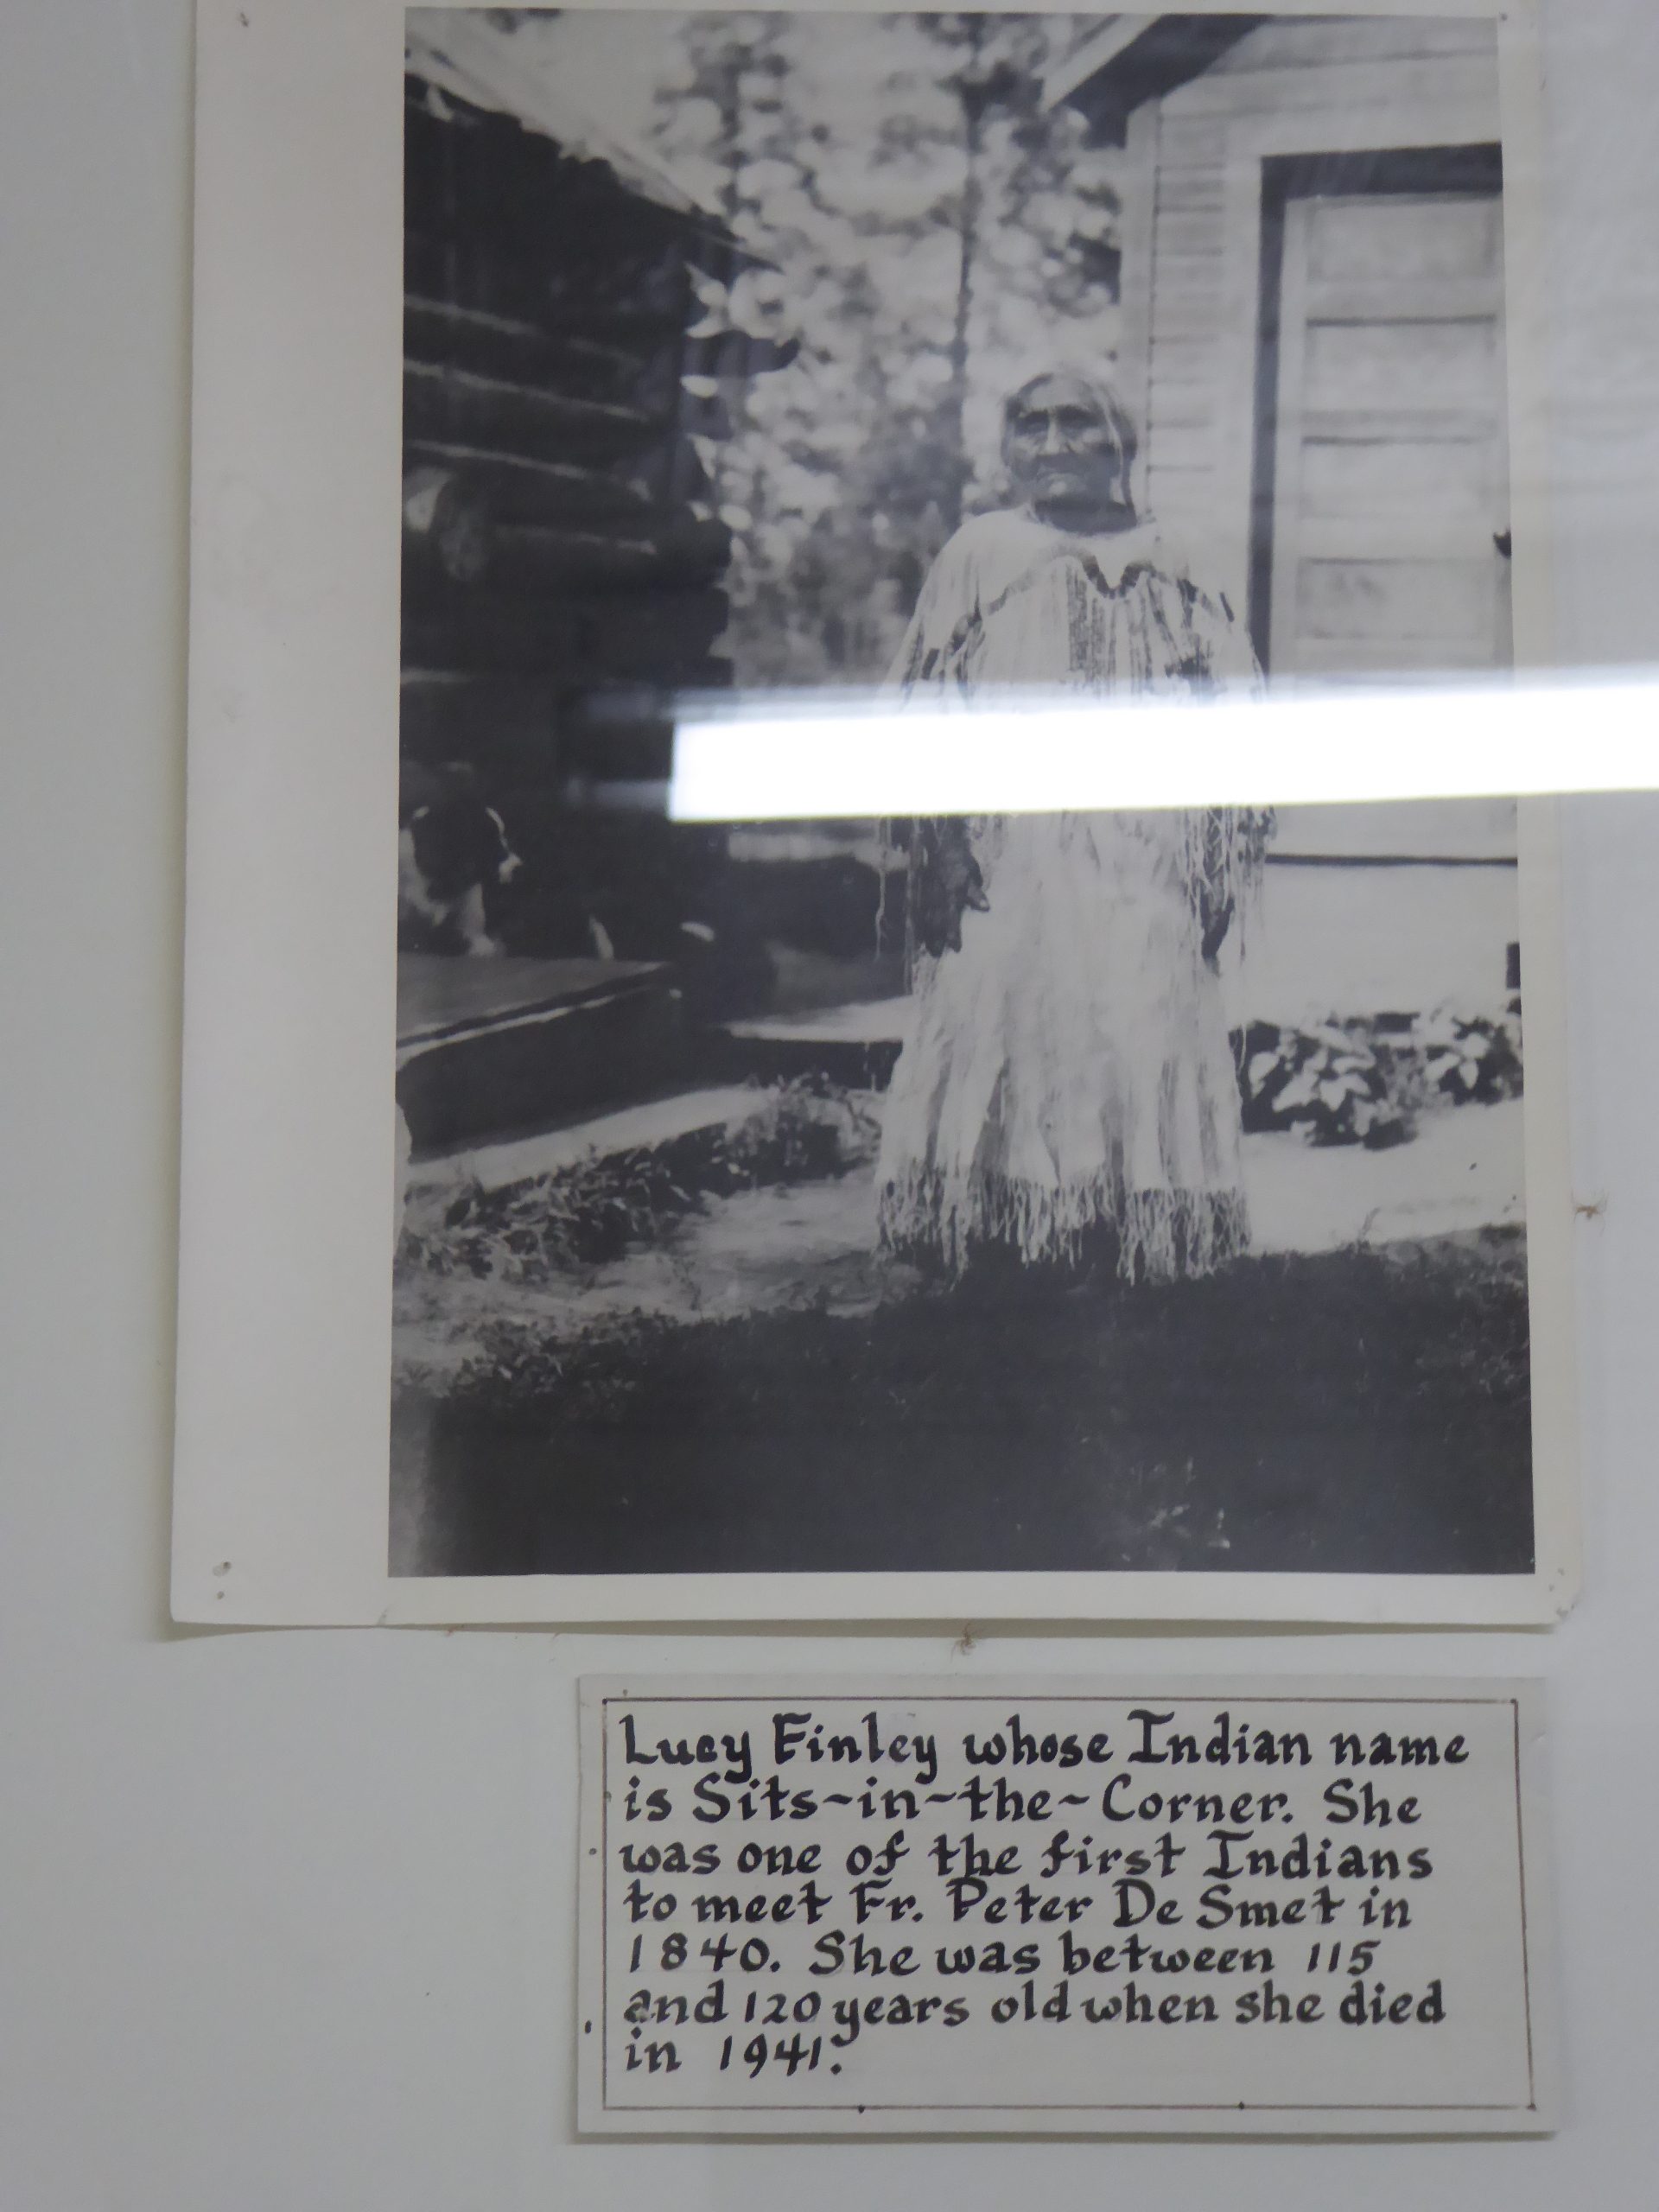 Lucy Finley whose Indian name
is Sits~in~the~Corner. She
was one of the first Indians
to meet Fr. Peter De Smet in
1840. She was between 115
and 120 years old when she died
in 1941.